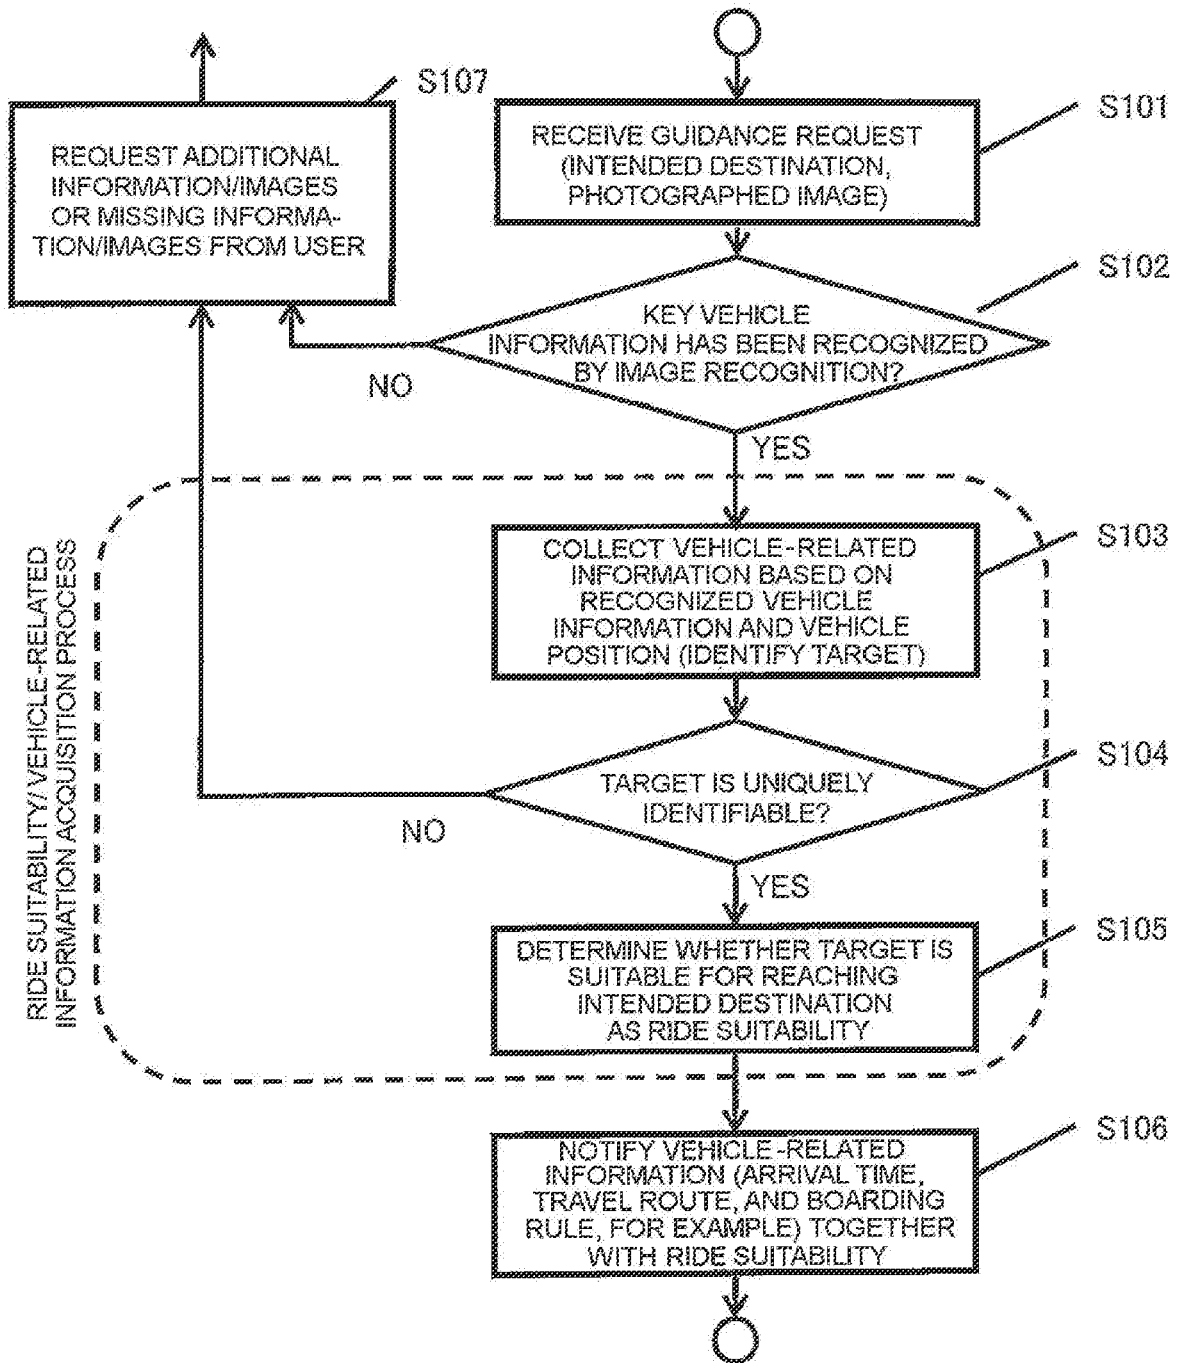 S107
REQUEST ADDITIONAL
INFORMATION/IMAGES
OR MISSING INFORMA-
TION/IMAGES FROM USER
S101
RECEIVE GUIDANCE REQUEST
(INTENDED DESTINATION,
PHOTOGRAPHED IMAGE)
S102
KEY VEHICLE
INFORMATION HAS BEEN RECOGNIZED
BY IMAGE RECOGNITION?
NO
YES
RIDE SUITABILITY/ VEHICLE-RELATED
INFORMATION ACQUISITION PROCESS
S103
COLLECT VEHICLE-RELATED
INFORMATION BASED ON
RECOGNIZED VEHICLE
INFORMATION AND VEHICLE
POSITION (IDENTIFY TARGET)
S104
TARGET IS UNIQUELY
IDENTIFIABLE?
NO
YES
S105
DETERMINE WHETHER TARGET IS
SUITABLE FOR REACHING
INTENDED DESTINATION
AS RIDE SUITABILITY
S106
NOTIFY VEHICLE-RELATED
INFORMATION (ARRIVAL TIME,
TRAVEL ROUTE, AND BOARDING
RULE, FOR EXAMPLE) TOGETHER
WITH RIDE SUITABILITY